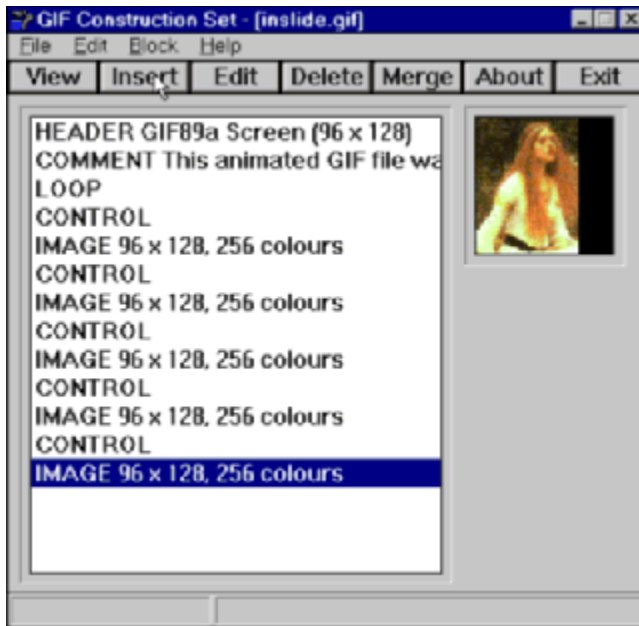 GIF Construction Set - [inslide.gif]
File Edit Block Help
View Insert Edit Delete Merge About Exit
HEADER GIF89a Screen (96 x 128)
COMMENT This animated GIF file wa
LOOP
CONTROL
IMAGE 96 x 128, 256 colours
CONTROL
IMAGE 96 x 128, 256 colours
CONTROL
IMAGE 96 x 128, 256 colours
CONTROL
IMAGE 96 x 128, 256 colours
CONTROL
IMAGE 96 x 128, 256 colours